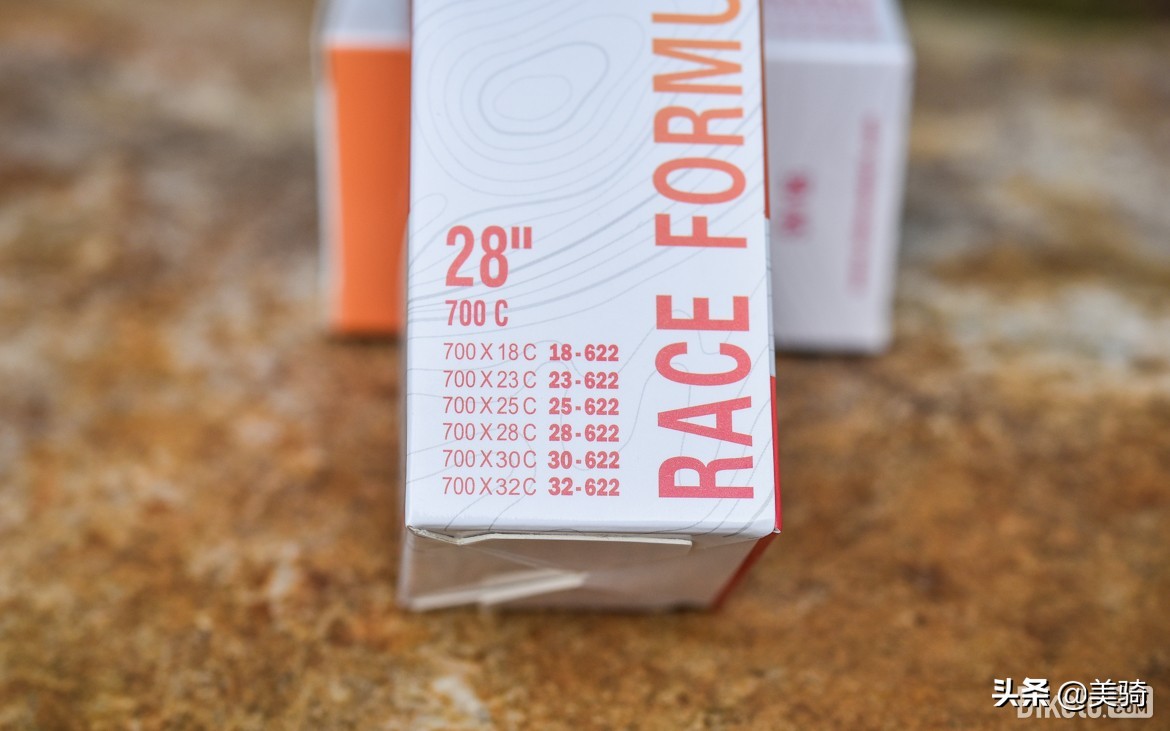 28"
700 C
700 X 18 C 18-622
700 X 23 C 23-622
700 X 25 C 25-622
700 X 28 C 28-622
700 X 30 C 30-622
700 X 32 C 32-622
RACE FORMU
头条 @美骑